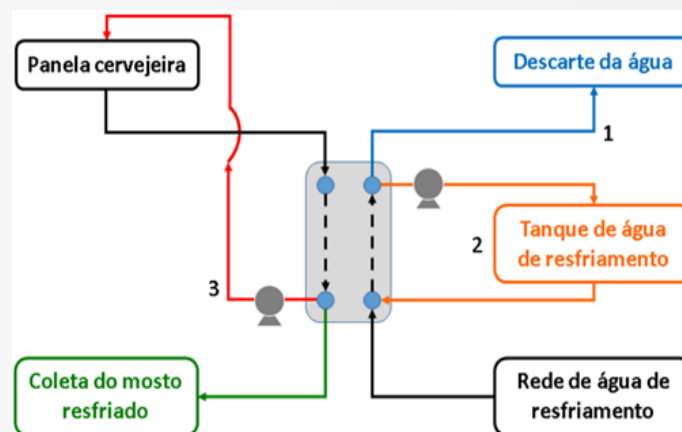 Panela cervejeira
Descarte da água
1
Tanque de água
de resfriamento
2
3
Coleta do mosto
resfriado
Rede de água de
resfriamento